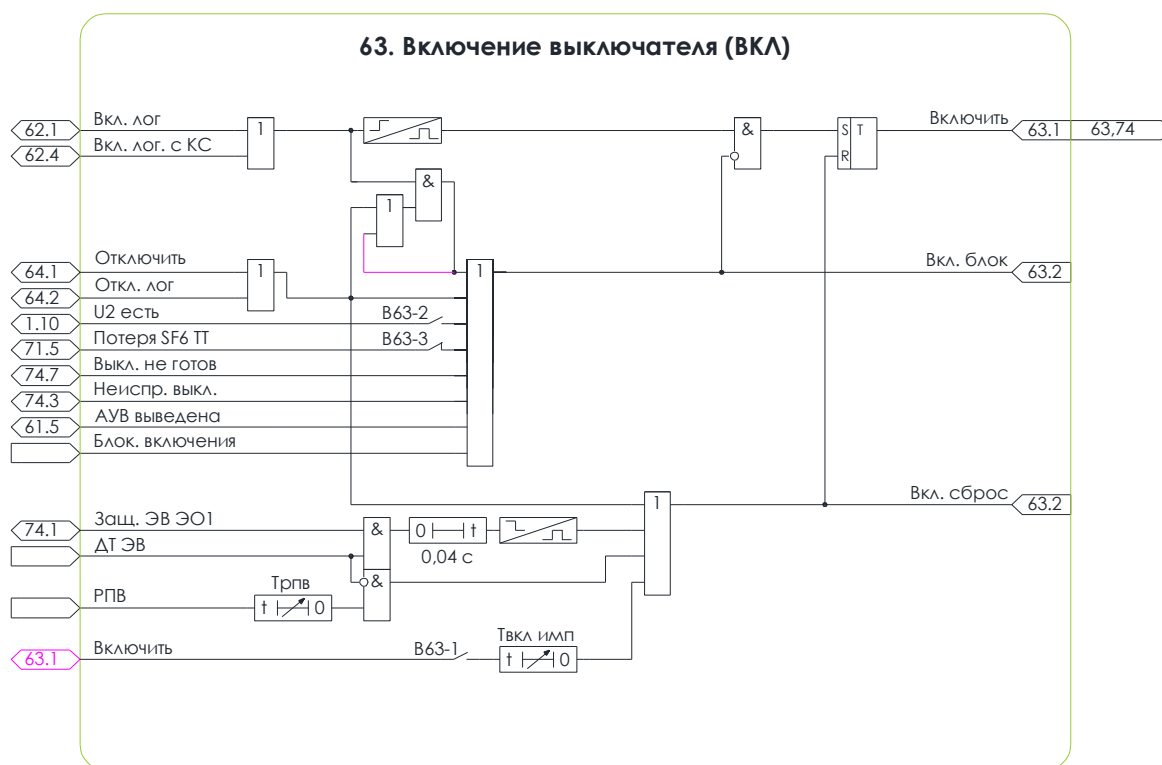 63. Включение выключателя (ВКЛ)
62.1 Вкл. лог 1 & S T Включить 63.1 63,74
62.4 Вкл. лог. с КС R
&
1
64.1 Отключить 1 1 Вкл. блок 63.2
64.2 Откл. лог
1.10 U2 есть В63-2
71.5 Потеря SF6 ТТ В63-3
74.7 Выкл. не готов
74.3 Неиспр. выкл.
61.5 АУВ выведена
Блок. включения
1 Вкл. сброс 63.2
74.1 Защ. ЭВ ЭО1 & 0 t
ДТ ЭВ 0,04 с
&
РПВ Трпв t 0
63.1 Включить В63-1 Твкл имп t 0